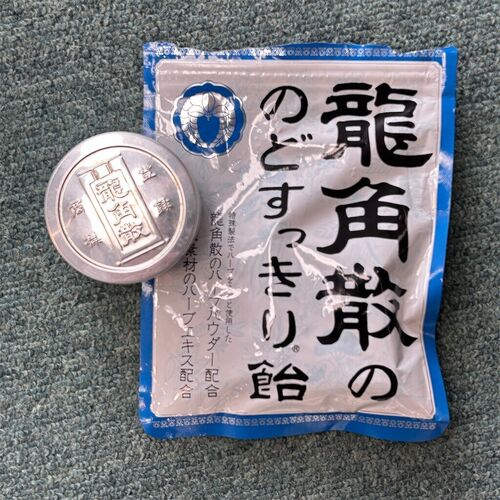 龍角散の
のどすっきり飴
龍角散のハーブパウダー配合
素材のハーブエキス配合
龍角散
登録